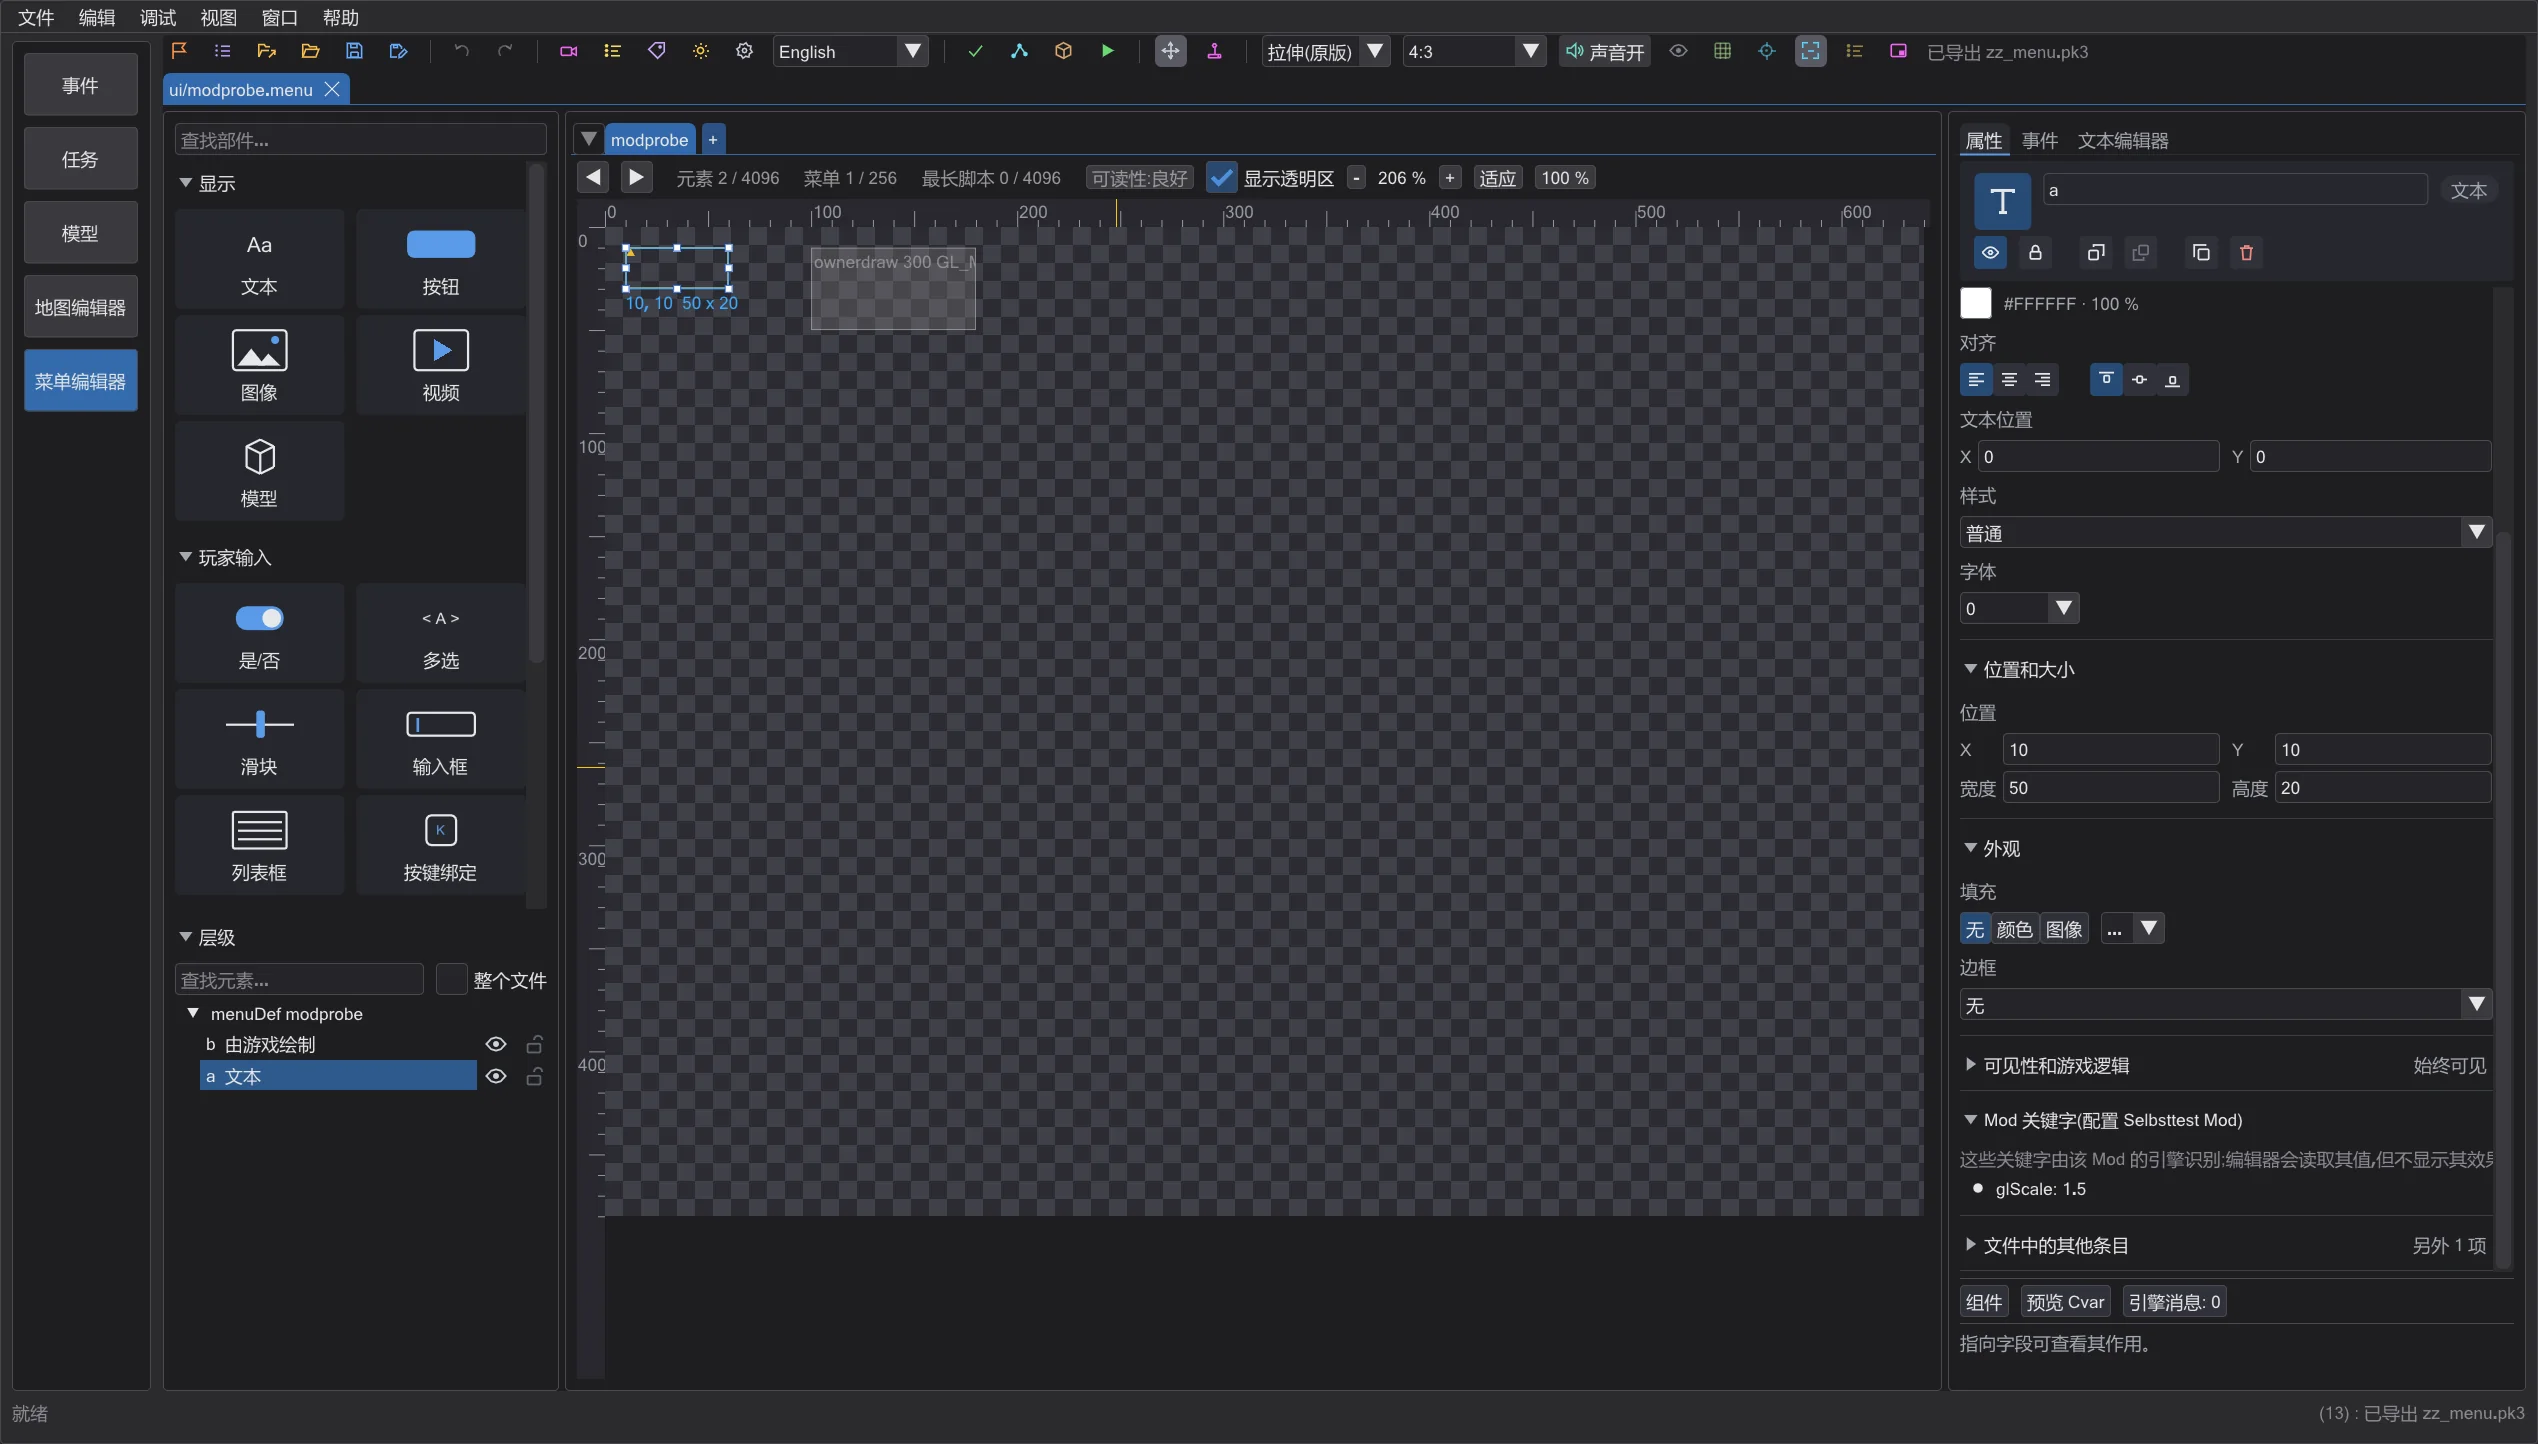 文件 编辑 调试 视图 窗口 帮助
English 拉伸(原版) 4:3 声音开 已导出 zz_menu.pk3
事件
任务
模型
地图编辑器
菜单编辑器
ui/modprobe.menu
查找部件...
显示
Aa
文本
按钮
图像
视频
模型
玩家输入
是/否
< A >
多选
滑块
输入框
列表框
K
按键绑定
层级
查找元素... 整个文件
menuDef modprobe
b 由游戏绘制
a 文本
modprobe +
元素 2 / 4096 菜单 1 / 256 最长脚本 0 / 4096 可读性:良好 显示透明区 - 206 % + 适应 100 %
0 100 200 300 400 500 600
0
100
200
300
400
ownerdraw 300 GL_
10, 10 50 x 20
属性 事件 文本编辑器
T a 文本
#FFFFFF · 100 %
对齐
文本位置
X 0 Y 0
样式
普通
字体
0
位置和大小
位置
X 10 Y 10
宽度 50 高度 20
外观
填充
无 颜色 图像 ...
边框
无
可见性和游戏逻辑 始终可见
Mod 关键字(配置 Selbsttest Mod)
这些关键字由该 Mod 的引擎识别;编辑器会读取其值,但不显示其效
glScale: 1.5
文件中的其他条目 另外 1 项
组件 预览 Cvar 引擎消息: 0
指向字段可查看其作用。
就绪
(13) : 已导出 zz_menu.pk3